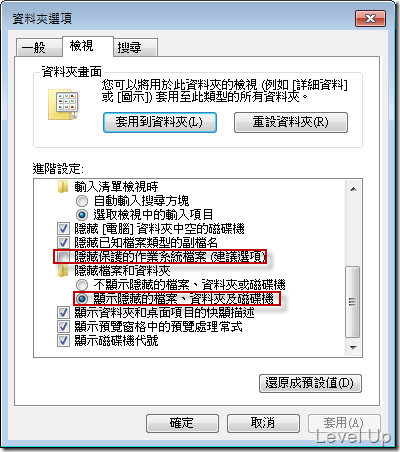 資料夾選項
一般
檢視
搜尋
資料夾畫面
您可以將用於此資料夾的檢視 (例如 [詳細資料]
或 [圖示]) 套用至此類型的所有資料夾。
套用到資料夾(L)
重設資料夾(R)
進階設定:
輸入清單檢視時
自動輸入搜尋方塊
選取檢視中的輸入項目
隱藏 [電腦] 資料夾中空的磁碟機
隱藏已知檔案類型的副檔名
隱藏保護的作業系統檔案 (建議選項)
隱藏檔案和資料夾
不顯示隱藏的檔案、資料夾或磁碟機
顯示隱藏的檔案、資料夾及磁碟機
顯示資料夾和桌面項目的快顯描述
顯示預覽窗格中的預覽處理常式
顯示磁碟機代號
還原成預設值(D)
確定
取消
套用(A)
Level Up